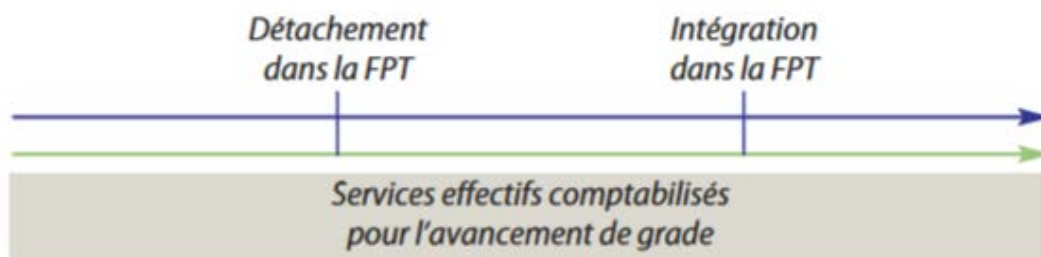 Détachement
dans la FPT
Intégration
dans la FPT
Services effectifs comptabilisés
pour l'avancement de grade